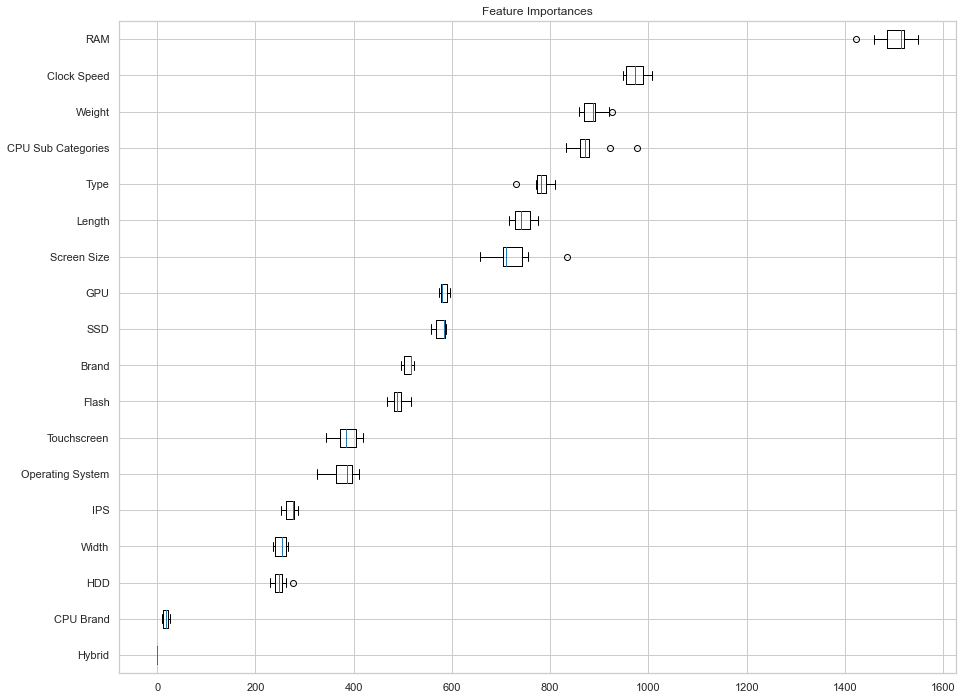 Feature Importances
RAM
Clock Speed
Weight
CPU Sub Categories
Type
Length
Screen Size
GPU
SSD
Brand
Flash
Touchscreen
Operating System
IPS
Width
HDD
CPU Brand
Hybrid
0 200 400 600 800 1000 1200 1400 1600